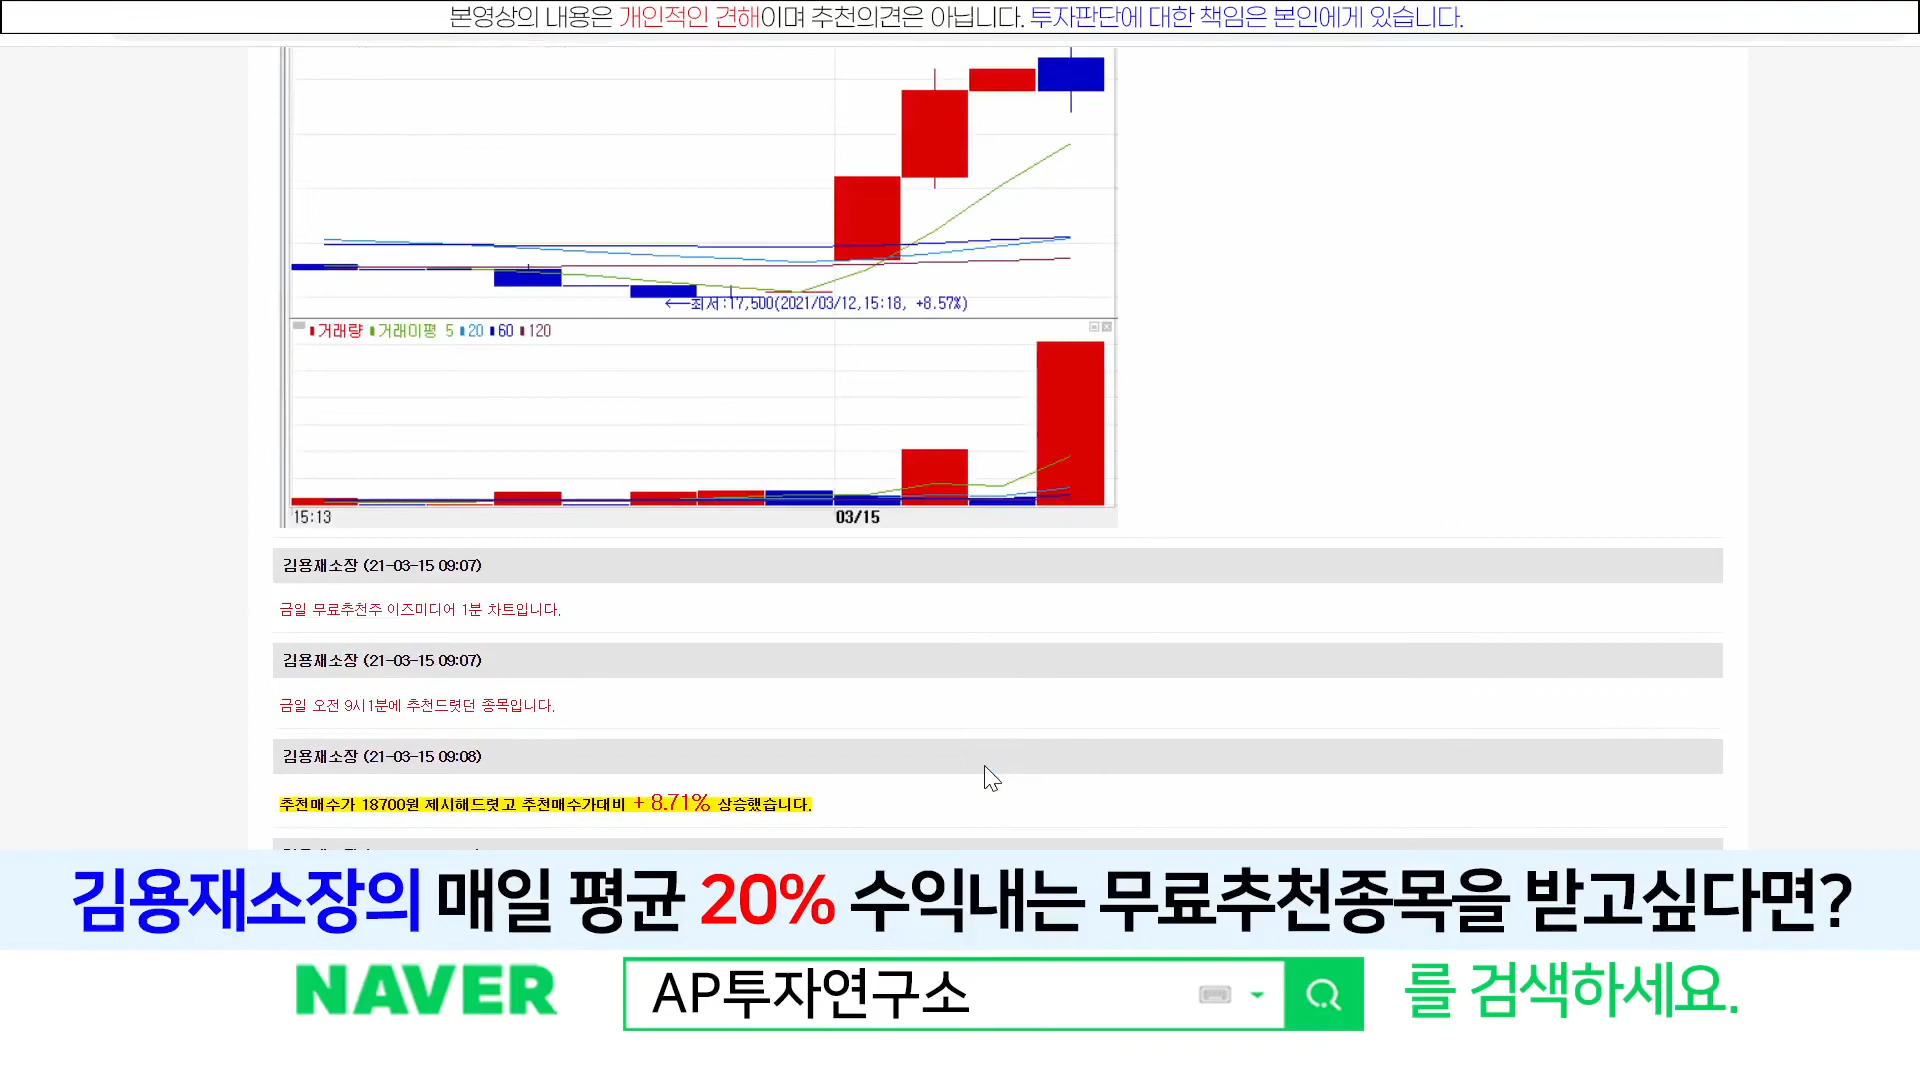 본영상의 내용은 개인적인 견해이며 추천의견은 아닙니다. 투자판단에 대한 책임은 본인에게 있습니다.
←최저:17,500(2021/03/12,15:18, +8.57%)
거래량 거래이평 5 20 60 120
15:13 03/15
김용재소장 (21-03-15 09:07)
금일 무료추천주 이즈미디어 1분 차트입니다.
김용재소장 (21-03-15 09:07)
금일 오전 9시1분에 추천드렷던 종목입니다.
김용재소장 (21-03-15 09:08)
추천매수가 18700원 제시해드렷고 추천매수가대비 + 8.71% 상승했습니다.
김용재소장의 매일 평균 20% 수익내는 무료추천종목을 받고싶다면?
NAVER AP투자연구소 를 검색하세요.